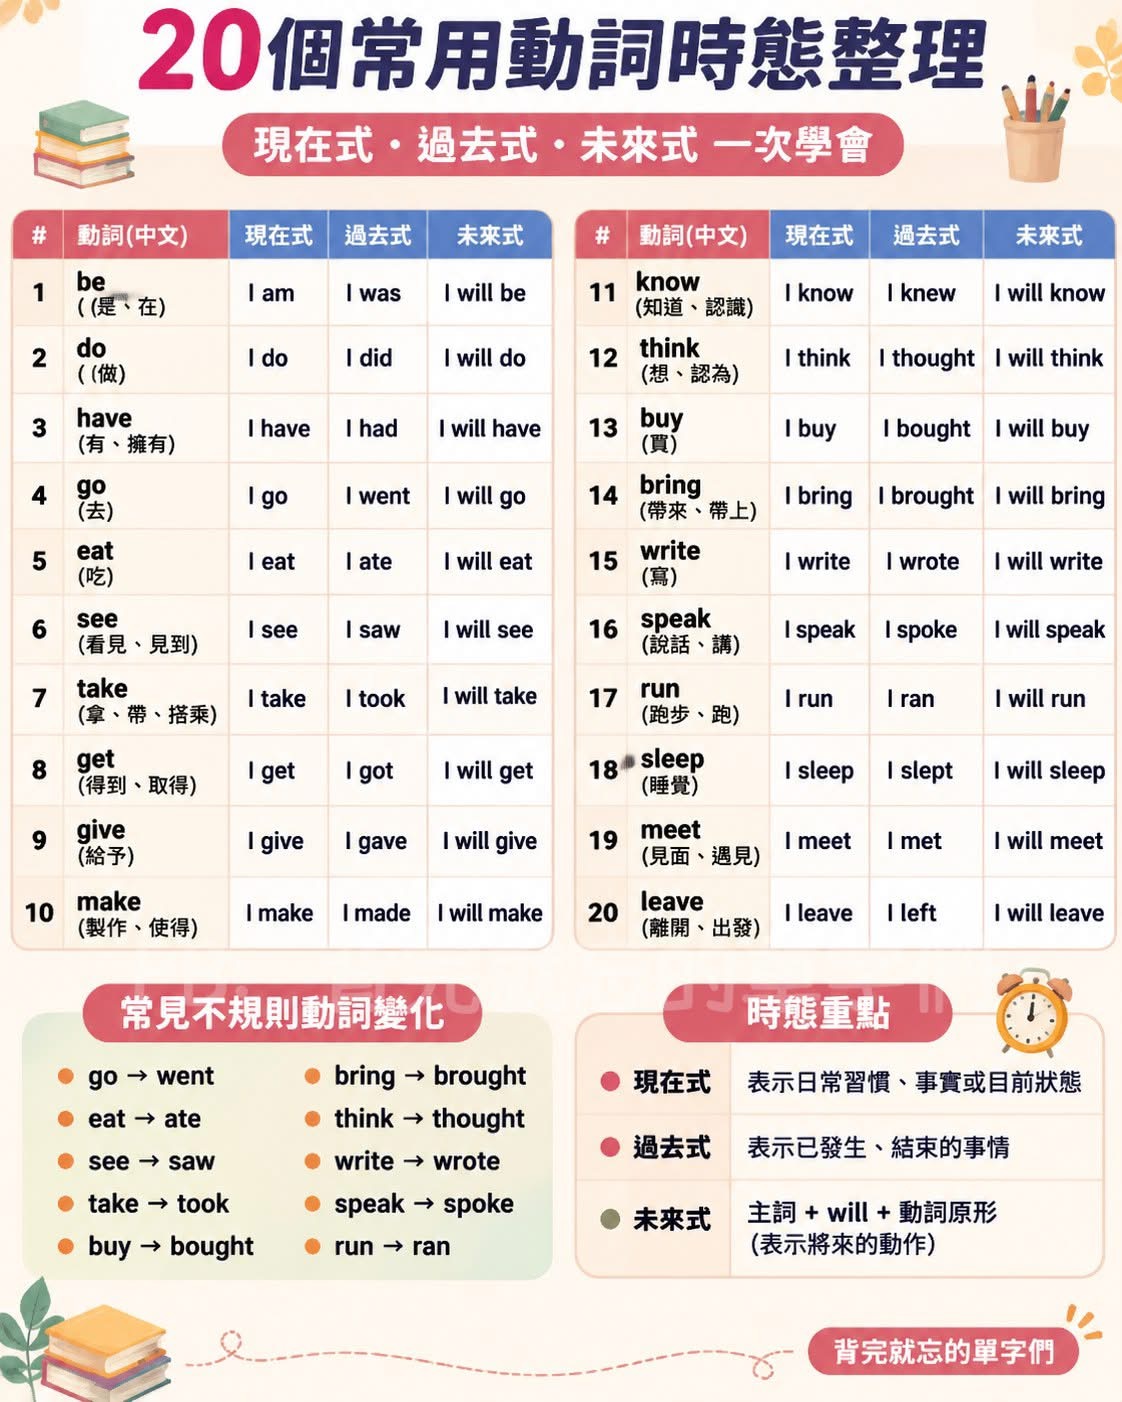 20個常用動詞時態整理
現在式・過去式・未來式 一次學會
# 動詞(中文) 現在式 過去式 未來式
1 be I am I was I will be
( (是、在)
2 do I do I did I will do
( (做)
3 have I have I had I will have
(有、擁有)
4 go I go I went I will go
(去)
5 eat I eat I ate I will eat
(吃)
6 see I see I saw I will see
(看見、見到)
7 take I take I took I will take
(拿、帶、搭乘)
8 get I get I got I will get
(得到、取得)
9 give I give I gave I will give
(給予)
10 make I make I made I will make
(製作、使得)
# 動詞(中文) 現在式 過去式 未來式
11 know I know I knew I will know
(知道、認識)
12 think I think I thought I will think
(想、認為)
13 buy I buy I bought I will buy
(買)
14 bring I bring I brought I will bring
(帶來、帶上)
15 write I write I wrote I will write
(寫)
16 speak I speak I spoke I will speak
(說話、講)
17 run I run I ran I will run
(跑步、跑)
18 sleep I sleep I slept I will sleep
(睡覺)
19 meet I meet I met I will meet
(見面、遇見)
20 leave I leave I left I will leave
(離開、出發)
常見不規則動詞變化
go → went
eat → ate
see → saw
take → took
buy → bought
bring → brought
think → thought
write → wrote
speak → spoke
run → ran
時態重點
現在式 表示日常習慣、事實或目前狀態
過去式 表示已發生、結束的事情
未來式 主詞 + will + 動詞原形
(表示將來的動作)
背完就忘的單字們